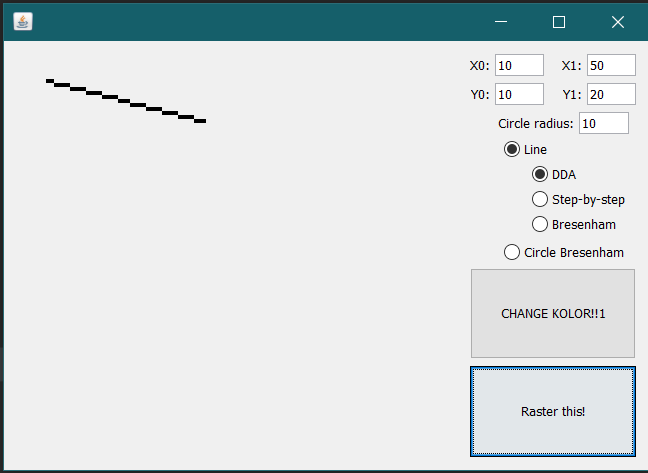 X0: 10 X1: 50
Y0: 10 Y1: 20
Circle radius: 10
Line
DDA
Step-by-step
Bresenham
Circle Bresenham
CHANGE KOLOR!!1
Raster this!